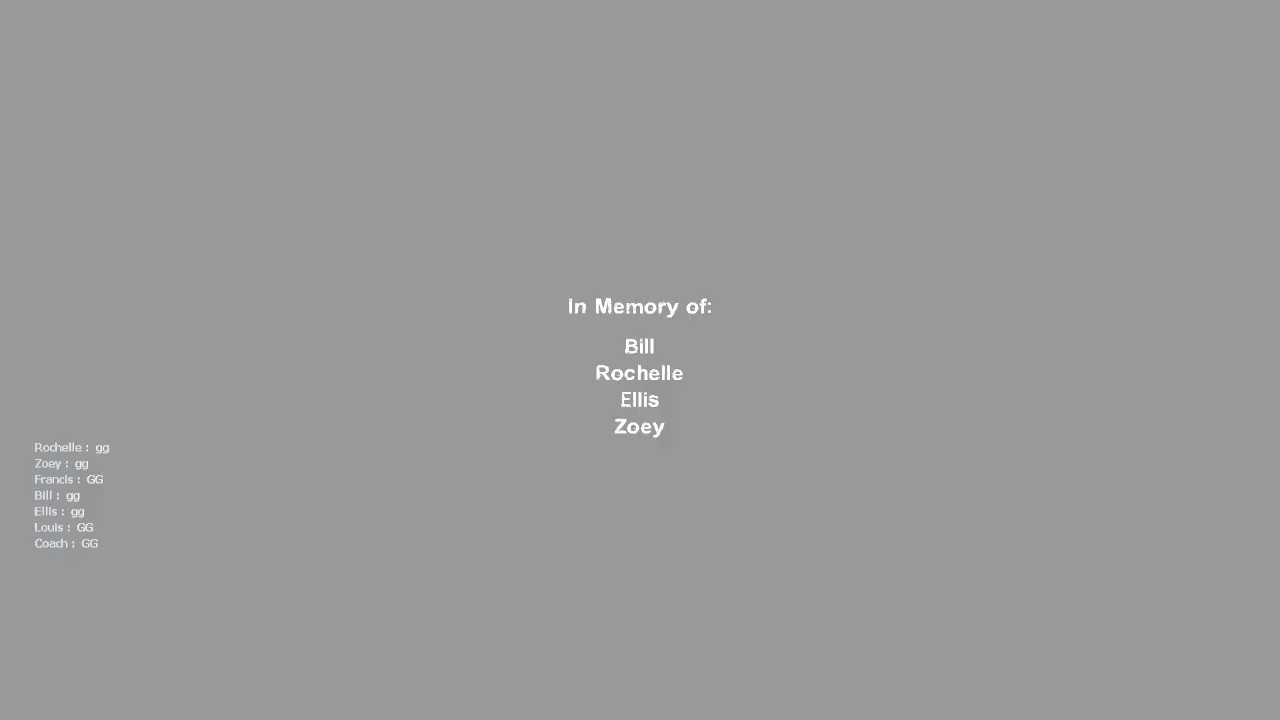 In Memory of:
Bill
Rochelle
Ellis
Zoey
Rochelle : gg
Zoey : gg
Francis : GG
Bill : gg
Ellis : gg
Louis : GG
Coach : GG